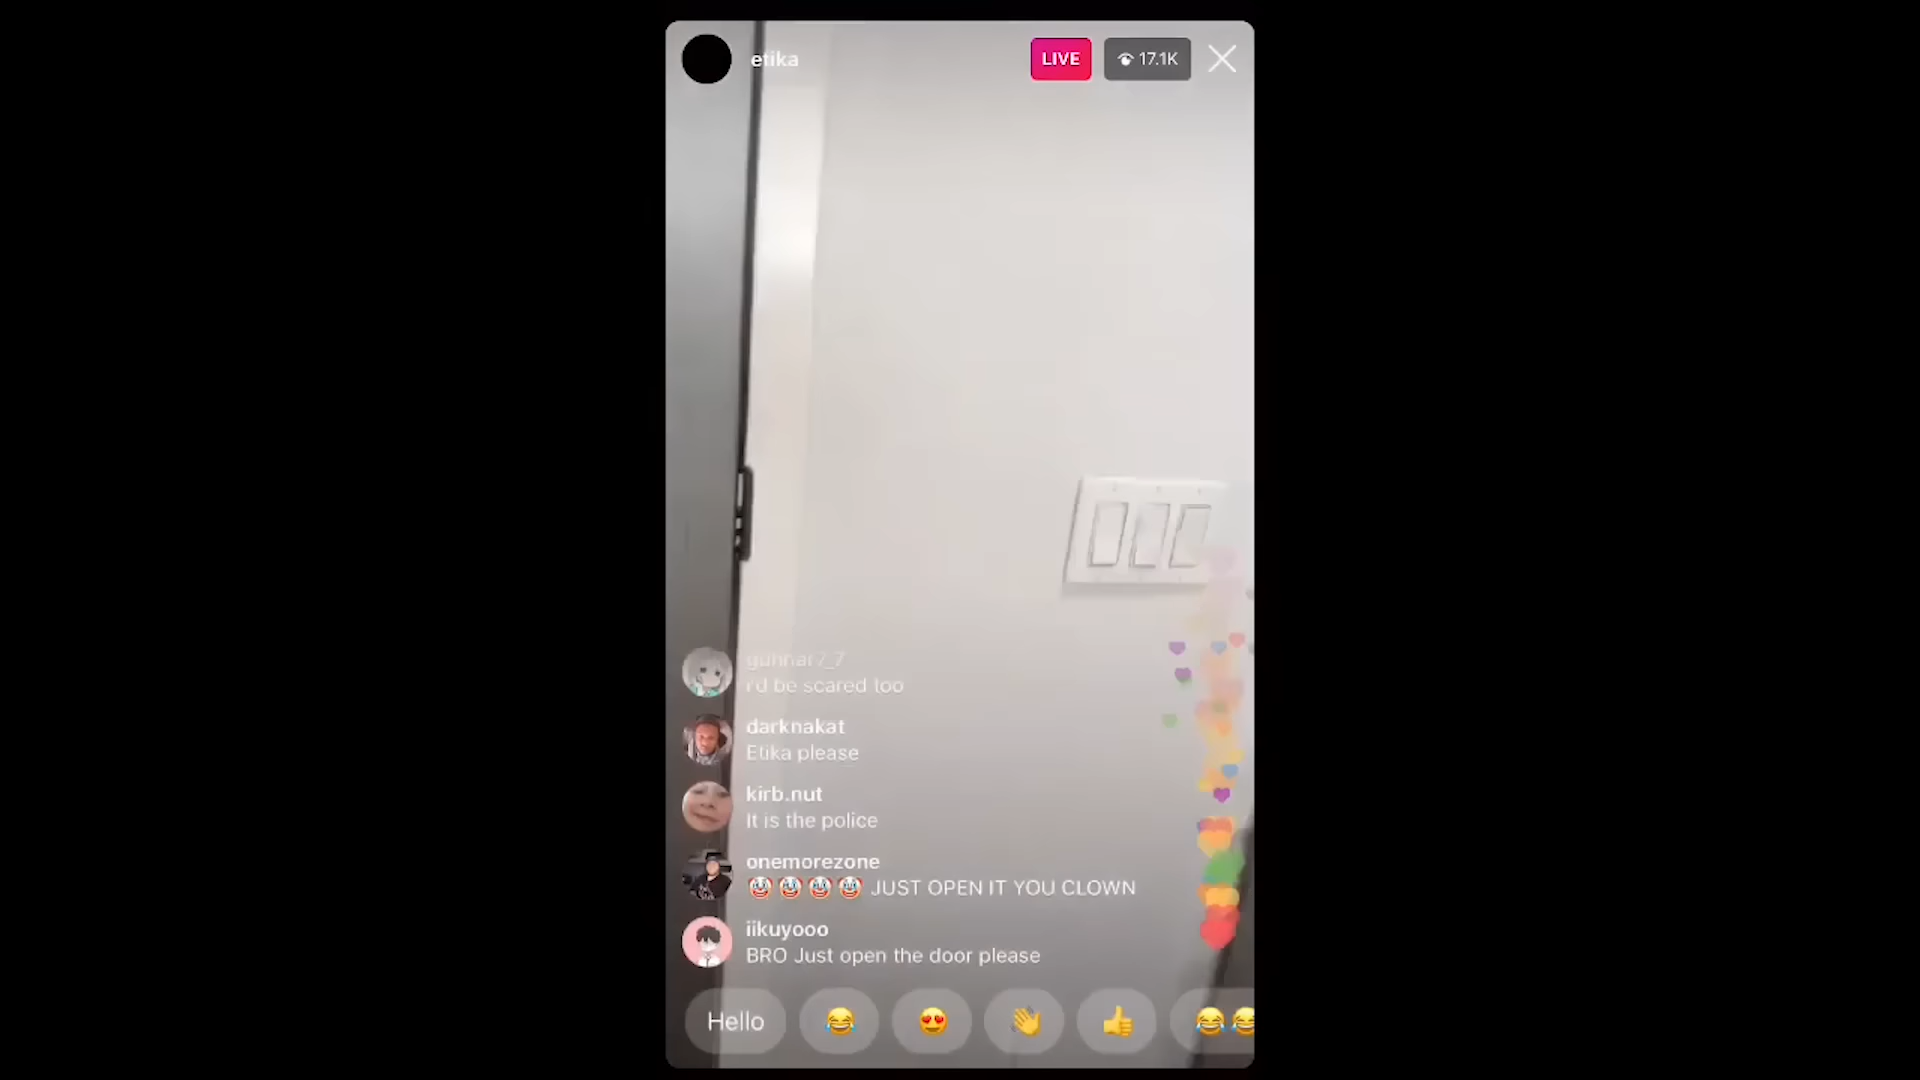 etika
LIVE
17.1K
guhnar7_7
I'd be scared too
darknakat
Etika please
kirb.nut
It is the police
onemorezone
🤡🤡🤡🤡 JUST OPEN IT YOU CLOWN
iikuyooo
BRO Just open the door please
Hello